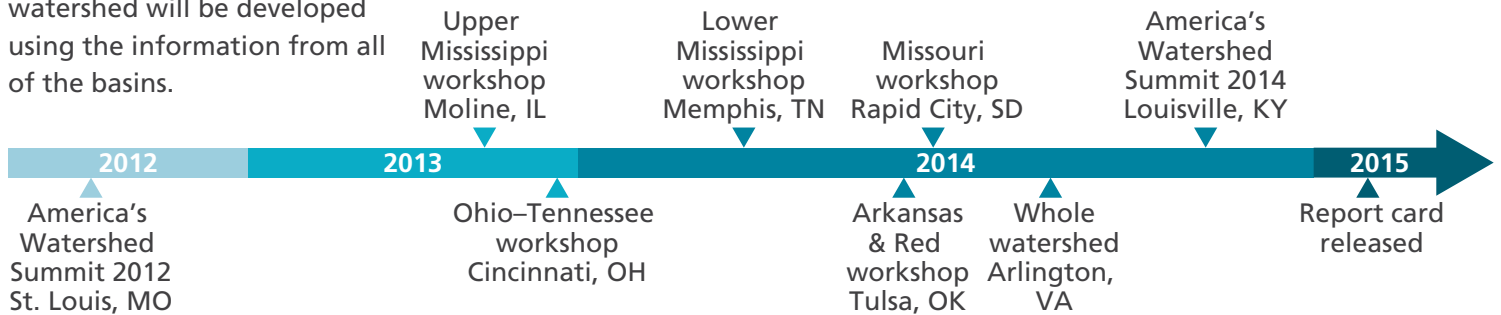 watershed will be developed
using the information from all
of the basins.
Upper
Mississippi
workshop
Moline, IL
Lower
Mississippi
workshop
Memphis, TN
Missouri
workshop
Rapid City, SD
America’s
Watershed
Summit 2014
Louisville, KY
2012
2013
2014
2015
America’s
Watershed
Summit 2012
St. Louis, MO
Ohio–Tennessee
workshop
Cincinnati, OH
Arkansas
& Red
workshop
Tulsa, OK
Whole
watershed
Arlington,
VA
Report card
released